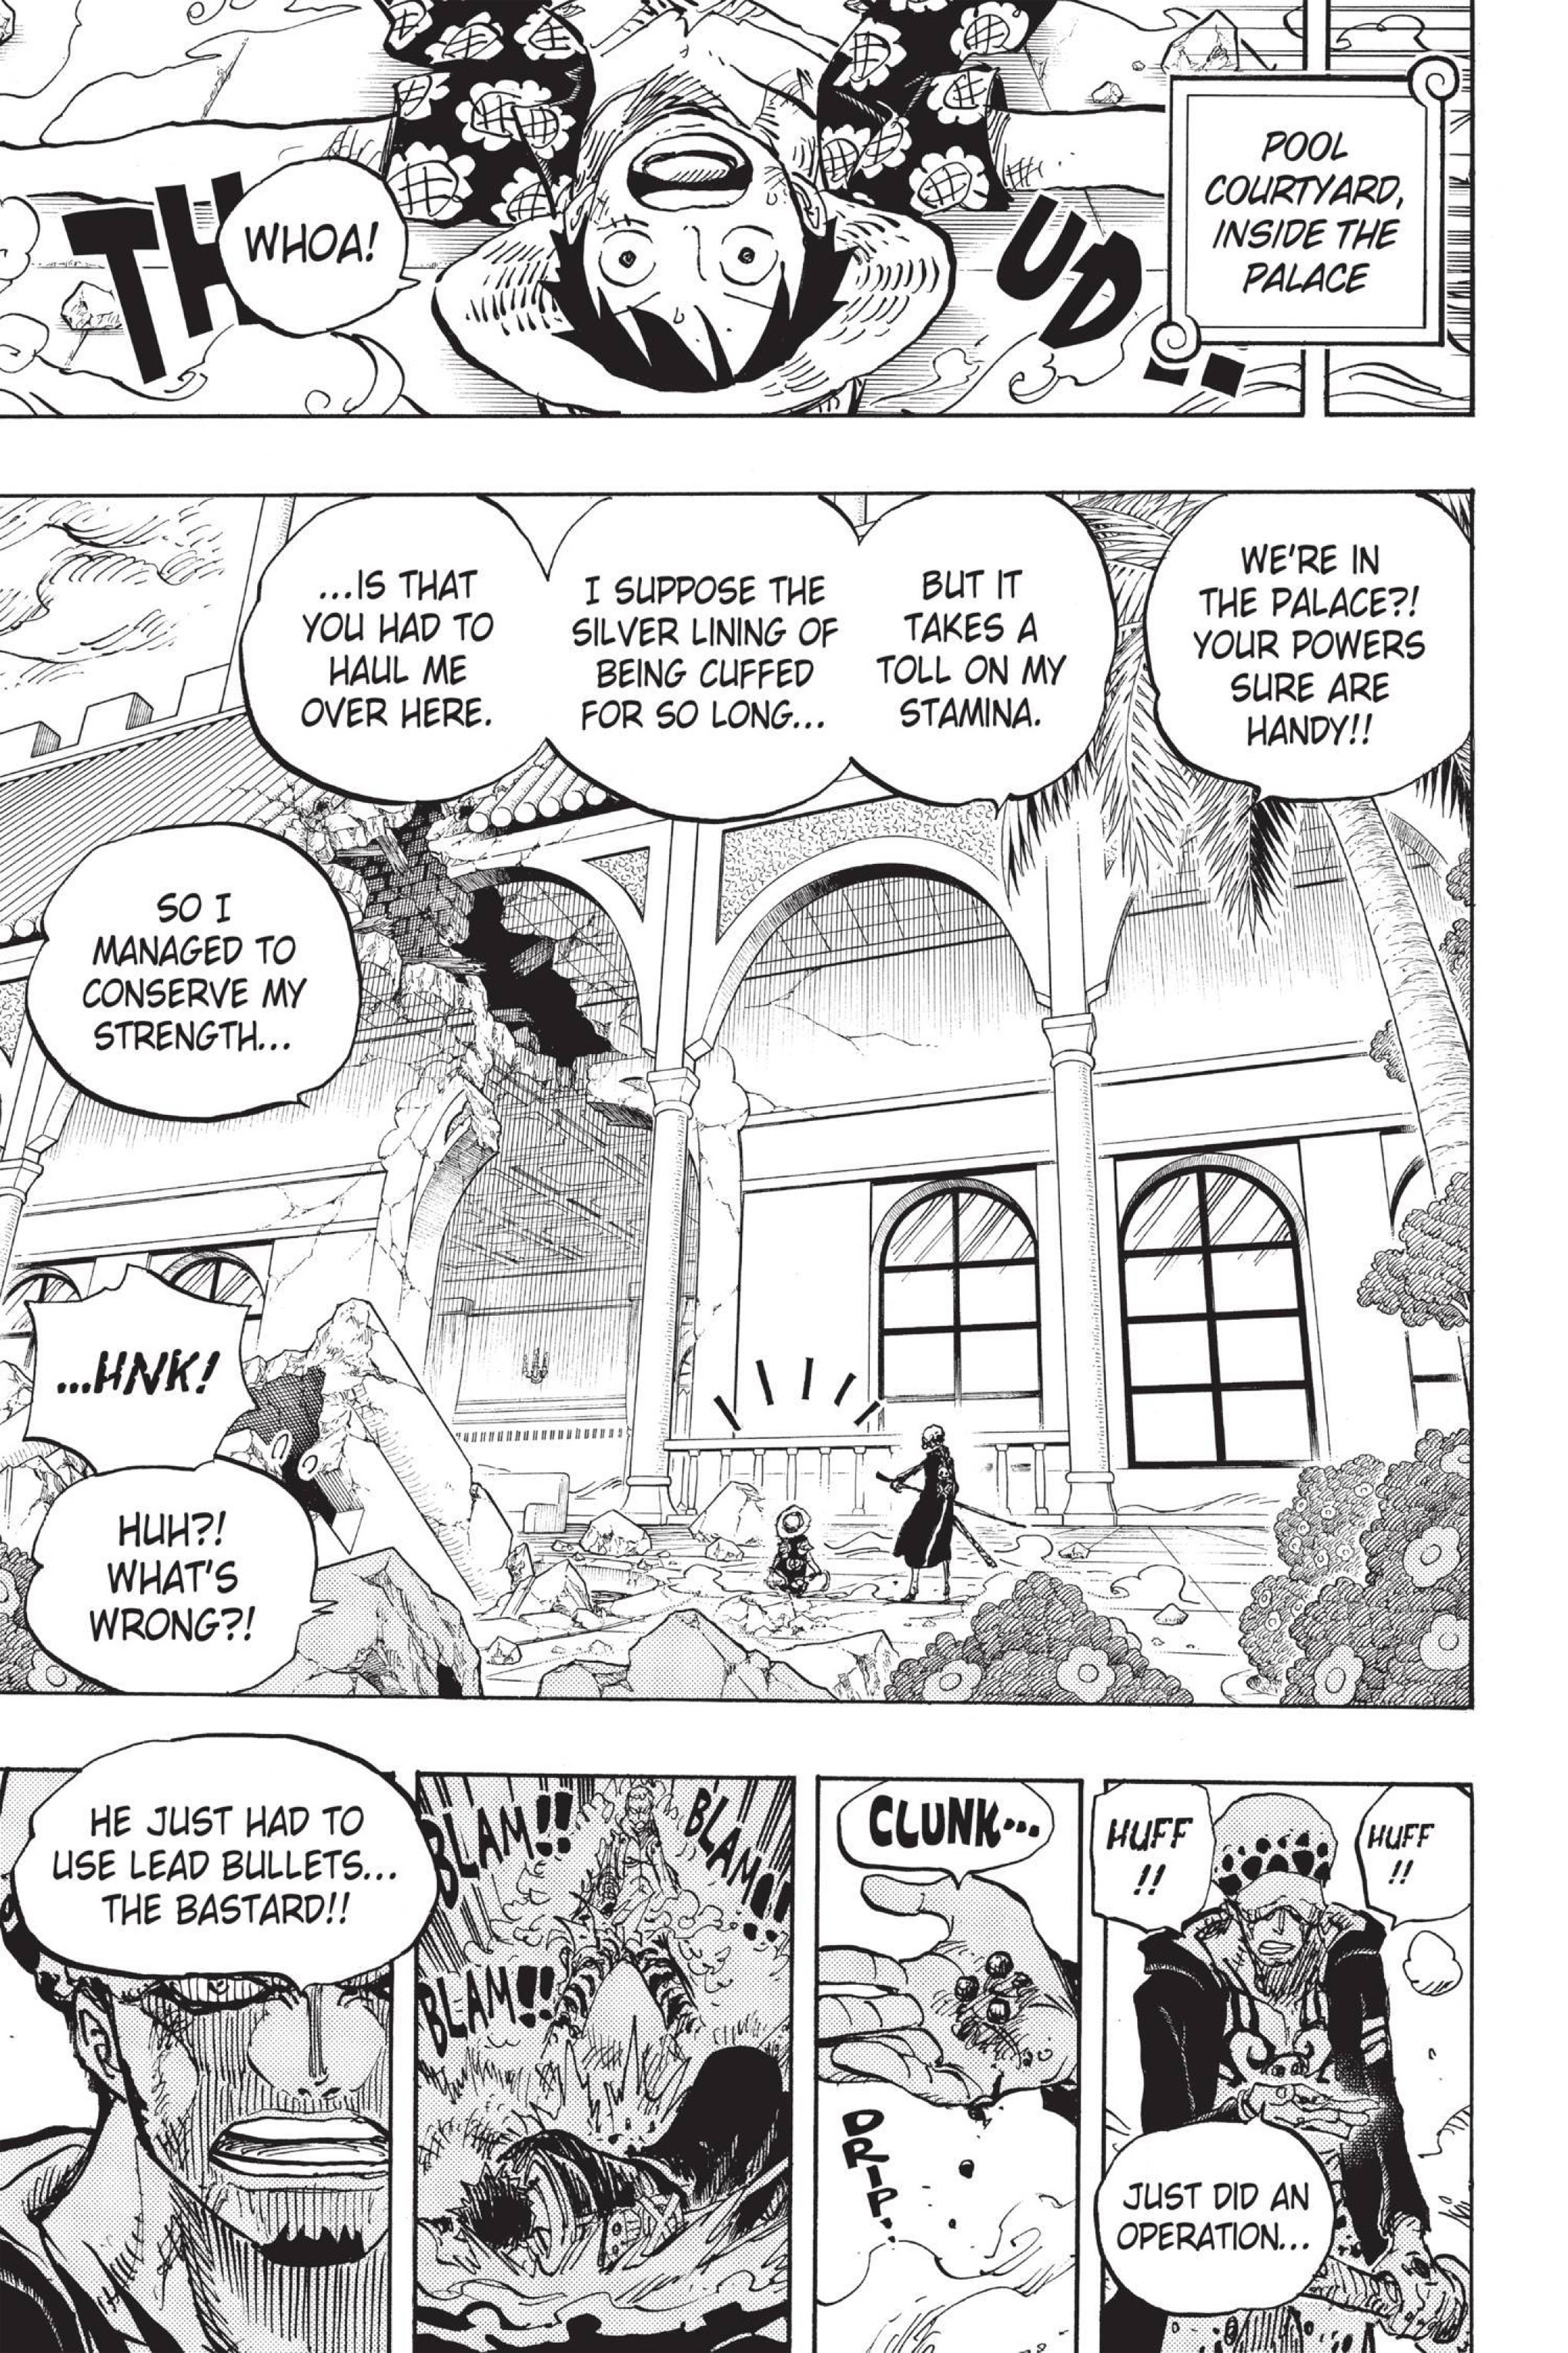 POOL
COURTYARD,
INSIDE THE
PALACE
THUD..
WHOA!
WE'RE IN
THE PALACE?!
YOUR POWERS
SURE ARE
HANDY!!
BUT IT
TAKES A
TOLL ON MY
STAMINA.
I SUPPOSE THE
SILVER LINING OF
BEING CUFFED
FOR SO LONG...
...IS THAT
YOU HAD TO
HAUL ME
OVER HERE.
SO I
MANAGED TO
CONSERVE MY
STRENGTH...
...HNK!
HUH?!
WHAT'S
WRONG?!
HUFF
!!
HUFF
!!
JUST DID AN
OPERATION...
CLUNK...
DRIP..
BLAM!!
BLAM!!
BLAM!!
HE JUST HAD TO
USE LEAD BULLETS...
THE BASTARD!!